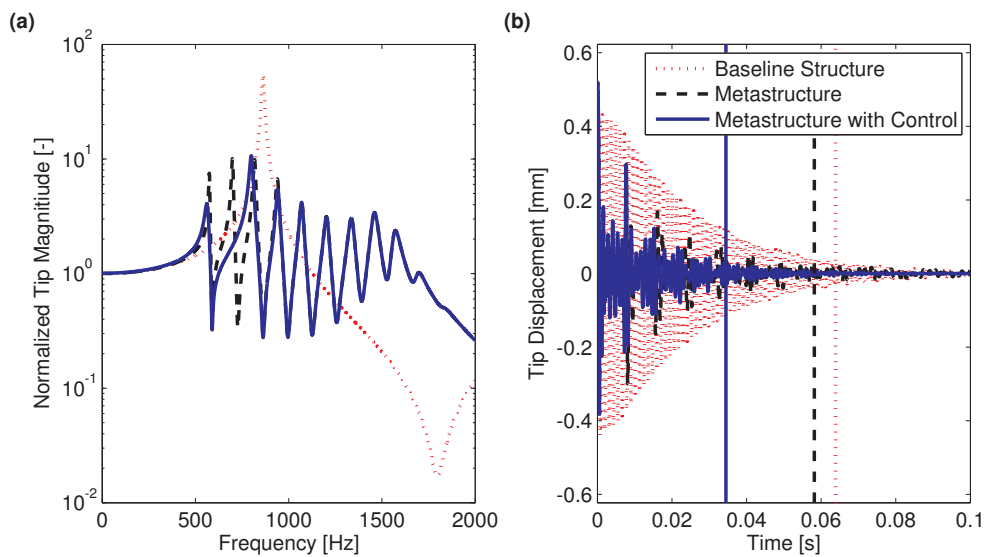 (a)
10^2
10^1
10^0
10^-1
10^-2
Normalized Tip Magnitiude [-]
0
500
1000
1500
2000
Frequency [Hz]
(b)
0.6
0.4
0.2
0
-0.2
-0.4
-0.6
Tip Displacement [mm]
0
0.02
0.04
0.06
0.08
0.1
Time [s]
Baseline Structure
Metastructure
Metastructure with Control